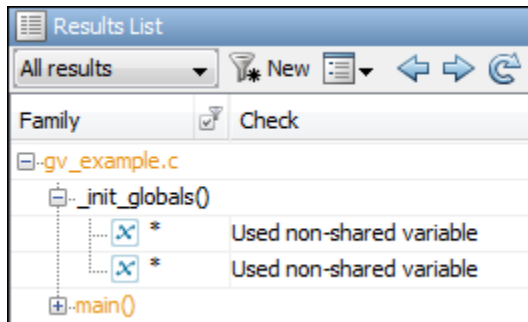 Results List
All results New
Family Check
gv_example.c
_init_globals()
x * Used non-shared variable
x * Used non-shared variable
main()